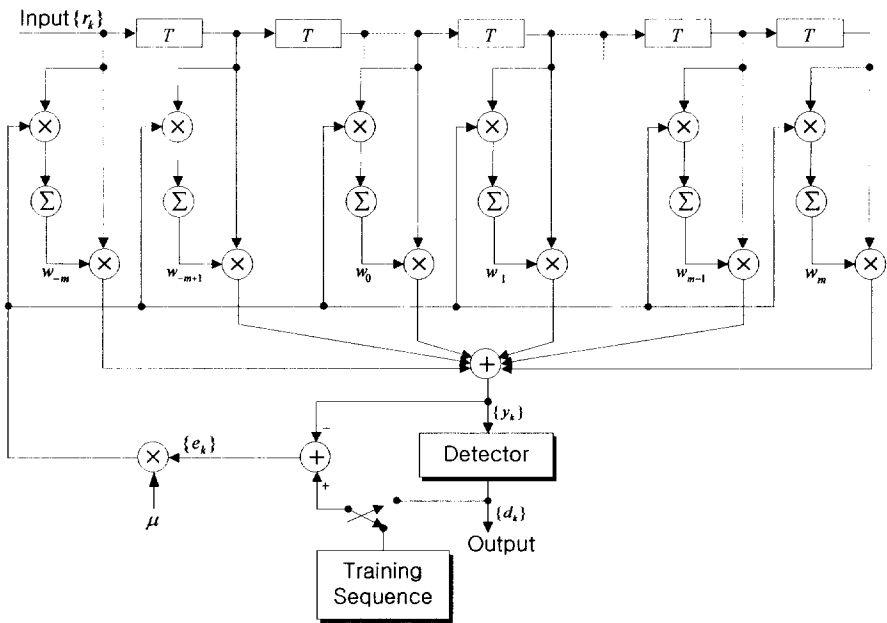 Input {r_k}
T T T T T
× × × × × ×
Σ Σ Σ Σ Σ Σ
w_{-m} × w_{-m+1} × w_0 × w_1 × w_{m-1} × w_m ×
+
{y_k}
−
{e_k}
× + Detector
+
μ
{d_k}
Output
Training
Sequence